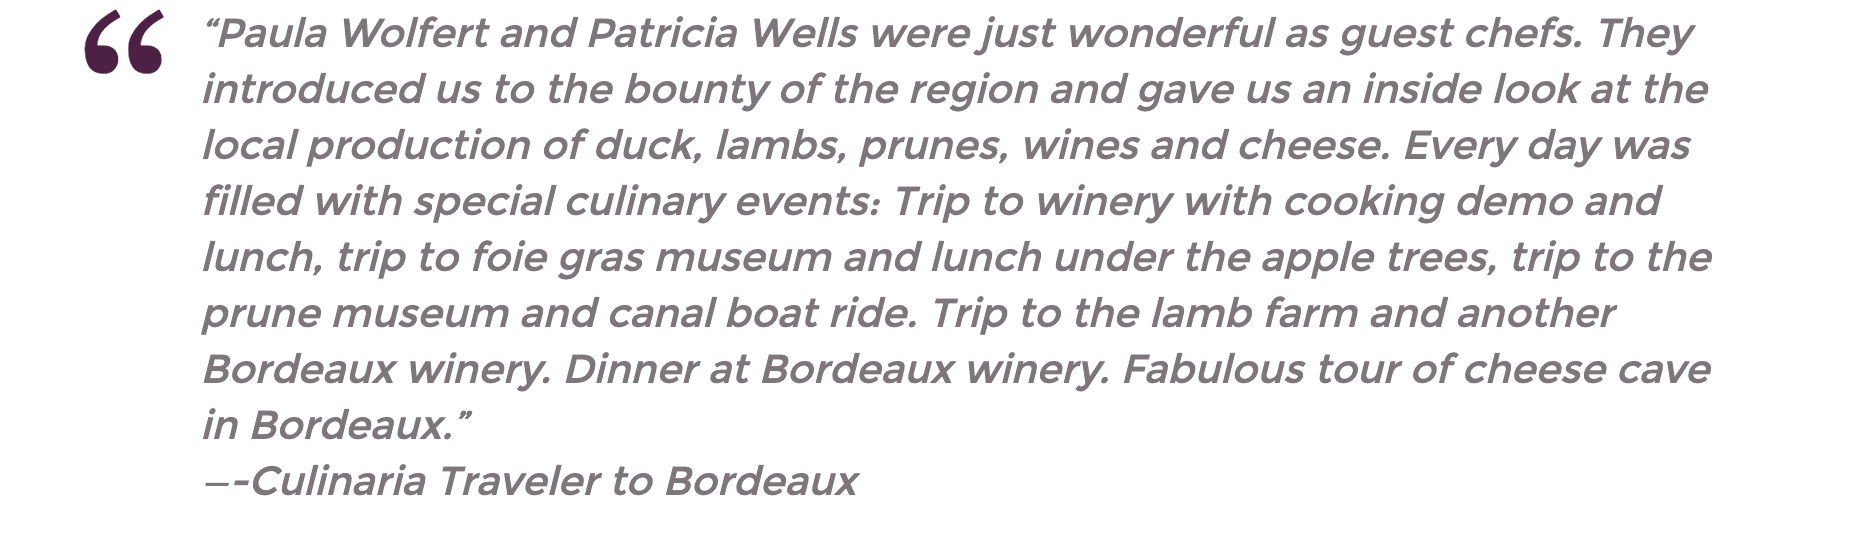 “Paula Wolfert and Patricia Wells were just wonderful as guest chefs. They
introduced us to the bounty of the region and gave us an inside look at the
local production of duck, lambs, prunes, wines and cheese. Every day was
filled with special culinary events: Trip to winery with cooking demo and
lunch, trip to foie gras museum and lunch under the apple trees, trip to the
prune museum and canal boat ride. Trip to the lamb farm and another
Bordeaux winery. Dinner at Bordeaux winery. Fabulous tour of cheese cave
in Bordeaux.”
—-Culinaria Traveler to Bordeaux